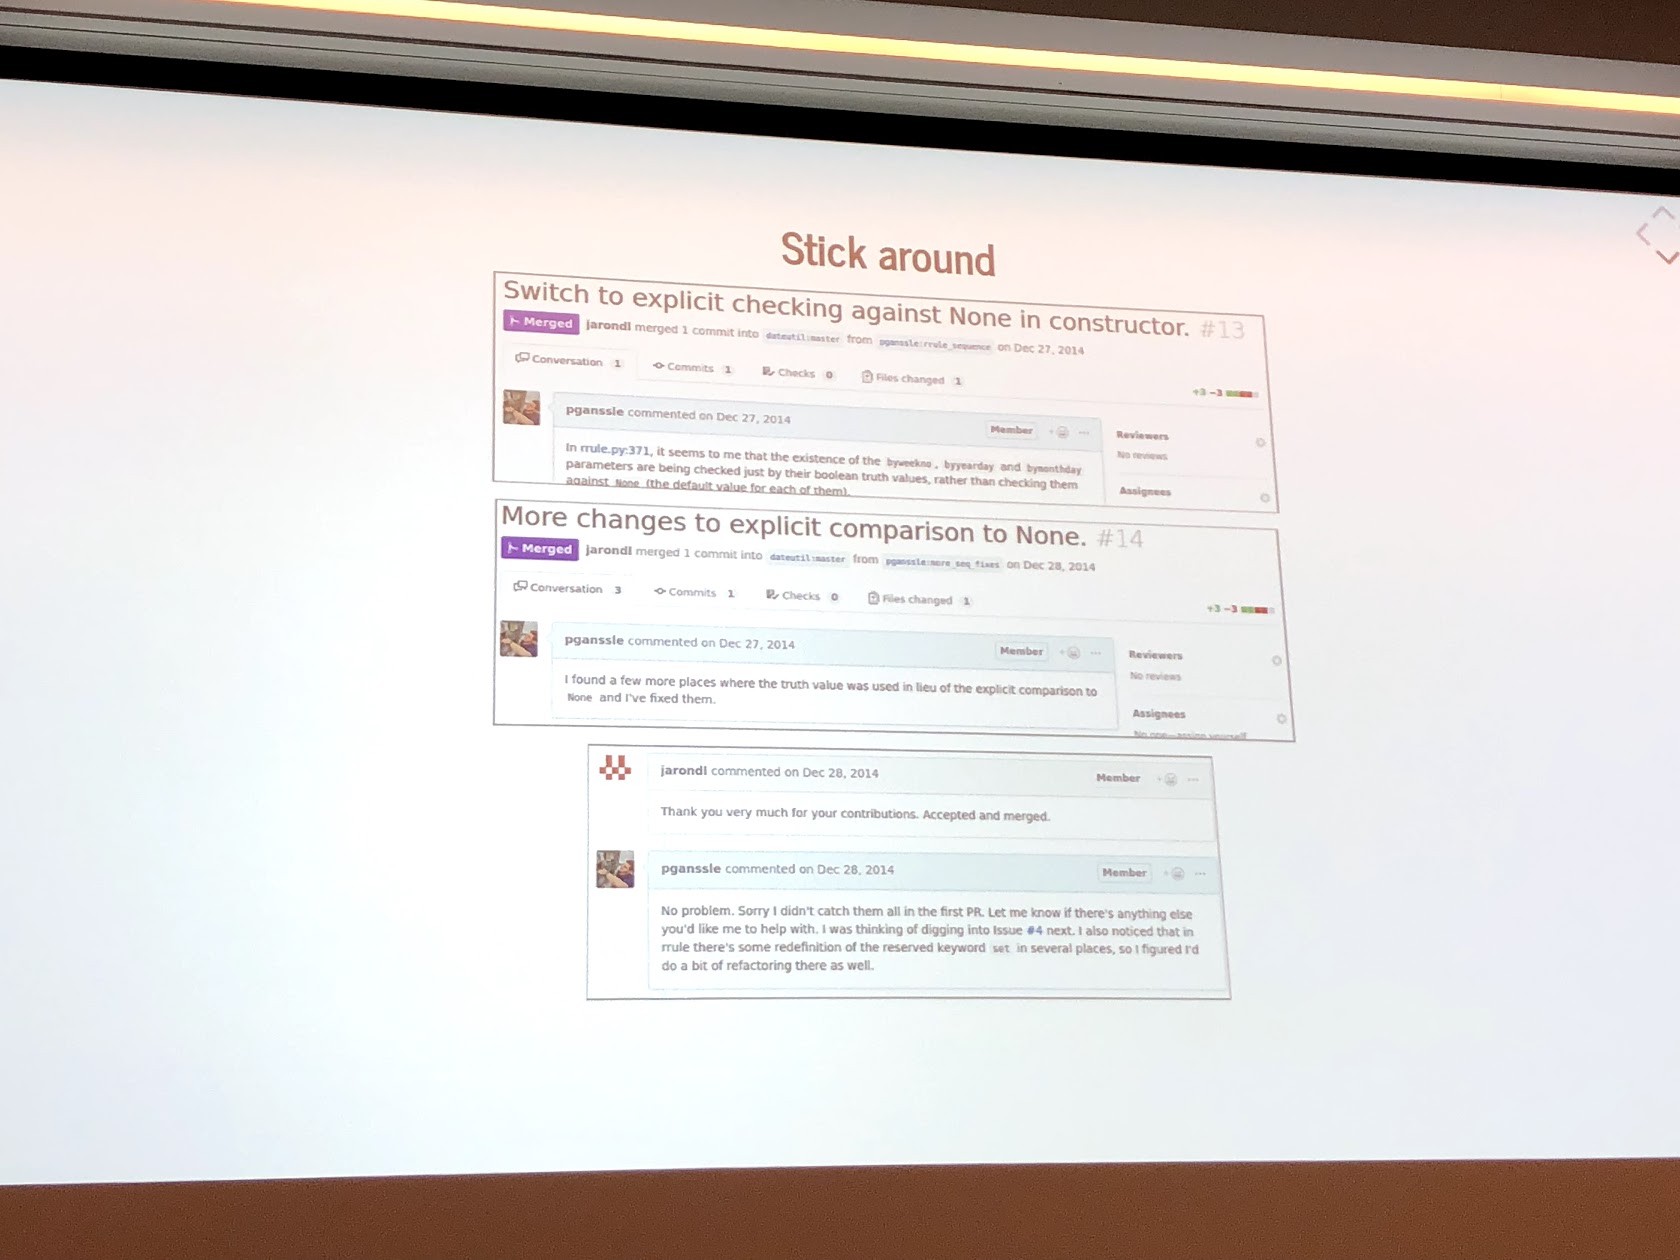 Stick around
Switch to explicit checking against None in constructor. #13
Merged jarondl merged 1 commit into dateutil:master from pganssle:rrule_sequence on Dec 27, 2014
Conversation 1 Commits 1 Checks 0 Files changed 1
+3 −3
pganssle commented on Dec 27, 2014 Member
Reviewers
No reviews
Assignees
In rrule.py:371, it seems to me that the existence of the byweekno, byyearday and bymonthday
parameters are being checked just by their boolean truth values, rather than checking them
against None (the default value for each of them).
More changes to explicit comparison to None. #14
Merged jarondl merged 1 commit into dateutil:master from pganssle:more_seq_fixes on Dec 28, 2014
Conversation 3 Commits 1 Checks 0 Files changed 1
+3 −3
pganssle commented on Dec 27, 2014 Member
Reviewers
No reviews
Assignees
No one—assign yourself
I found a few more places where the truth value was used in lieu of the explicit comparison to
None and I've fixed them.
jarondl commented on Dec 28, 2014 Member
Thank you very much for your contributions. Accepted and merged.
pganssle commented on Dec 28, 2014 Member
No problem. Sorry I didn't catch them all in the first PR. Let me know if there's anything else
you'd like me to help with. I was thinking of digging into Issue #4 next. I also noticed that in
rrule there's some redefinition of the reserved keyword set in several places, so I figured I'd
do a bit of refactoring there as well.